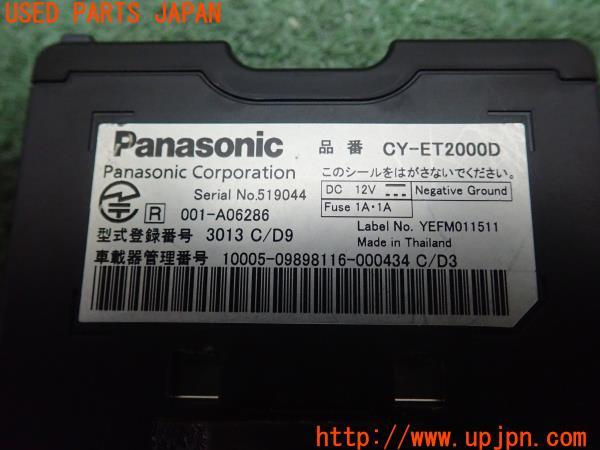 USED PARTS JAPAN
Panasonic 品番 CY-ET2000D
Panasonic Corporation このシールをはがさないでください。
Serial No.519044 DC 12V Negative Ground
R 001-A06286 Fuse 1A・1A
Label No. YEFM011511
型式登録番号 3013 C/D9 Made in Thailand
車載器管理番号 10005-09898116-000434 C/D3
http://www.upjpn.com/